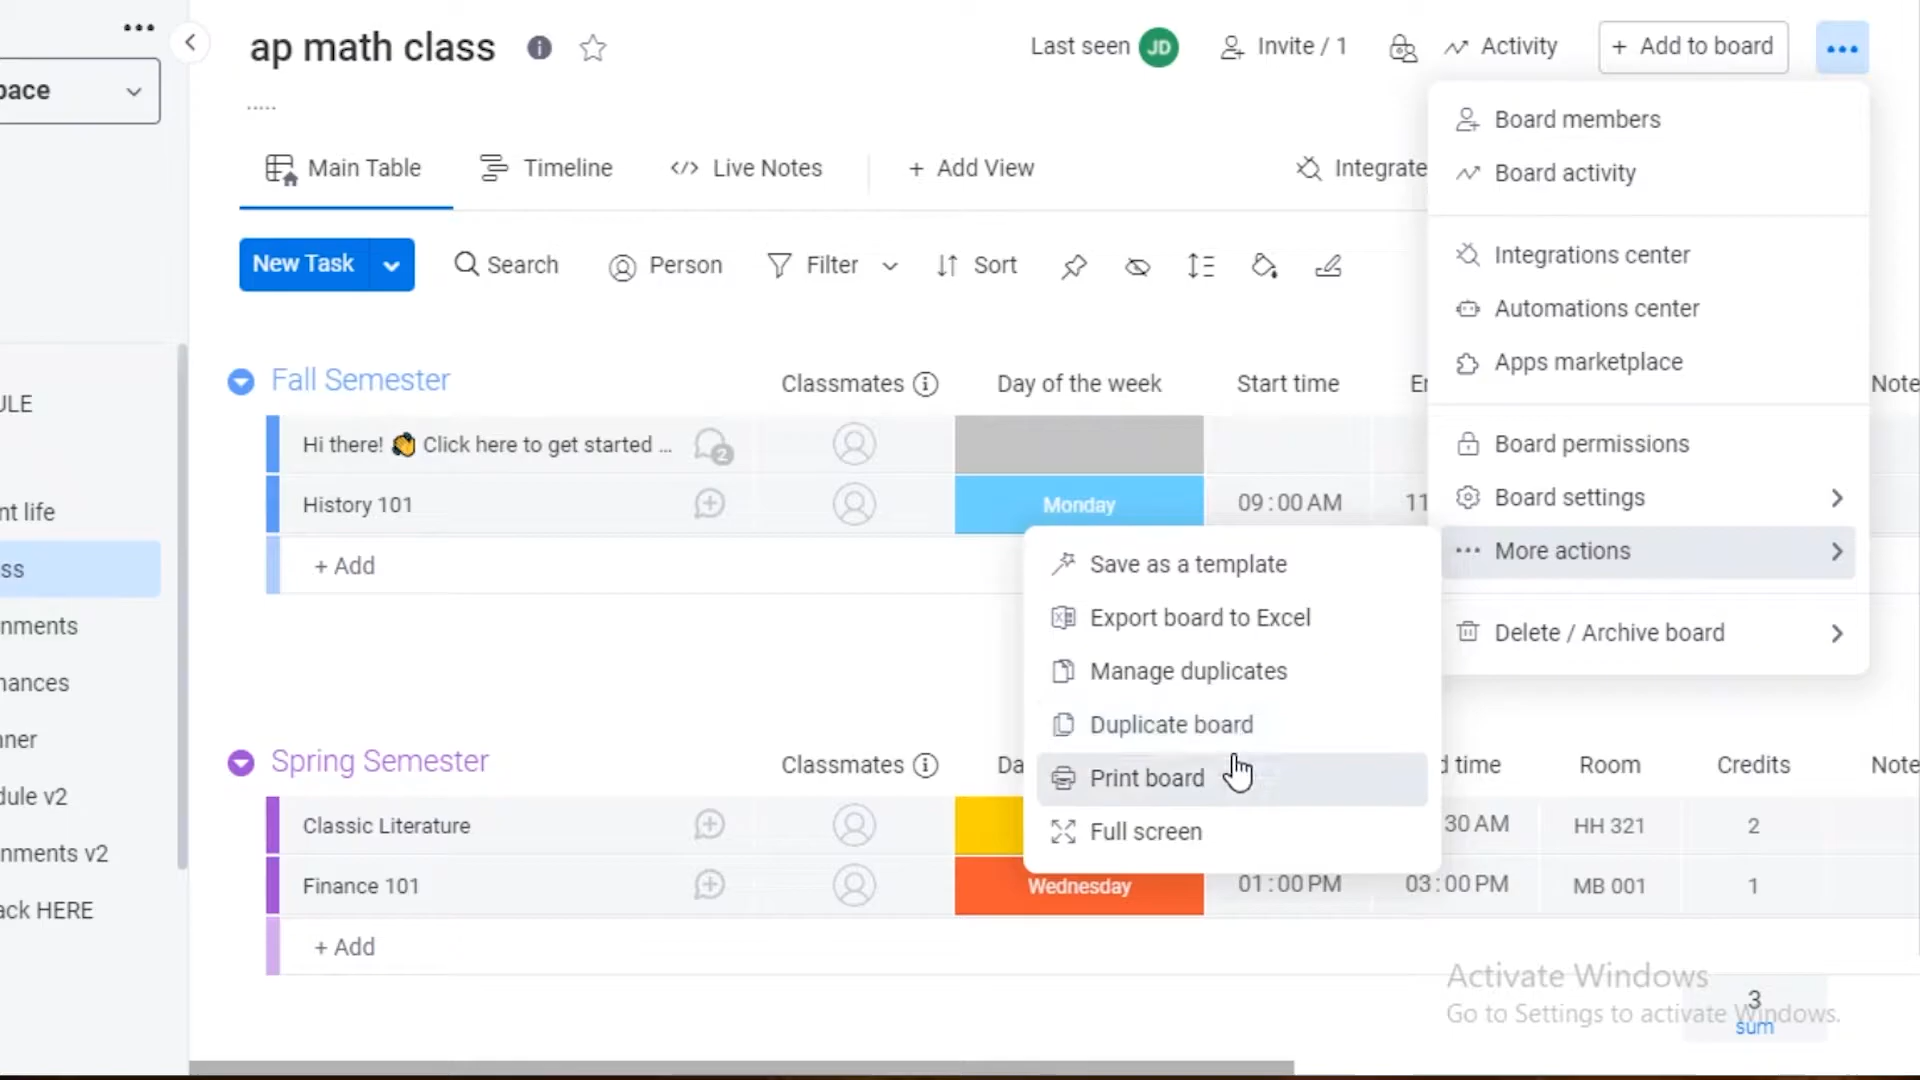 ap math class
Last seen JD
Invite / 1
Activity
+ Add to board
pace
.....
Main Table
Timeline
Live Notes
+ Add View
Integrate
New Task
Search
Person
Filter
Sort
Board members
Board activity
Integrations center
Automations center
Apps marketplace
Board permissions
Board settings
More actions
Delete / Archive board
Save as a template
Export board to Excel
Manage duplicates
Duplicate board
Print board
Full screen
ULE
nt life
ss
nments
nances
nner
dule v2
nments v2
ack HERE
Fall Semester
Classmates
Day of the week
Start time
En
Note
Hi there! 👏 Click here to get started ...
2
History 101
Monday
09:00 AM
11
+ Add
Spring Semester
Classmates
Da
d time
Room
Credits
Note
Classic Literature
30 AM
HH 321
2
Finance 101
Wednesday
01:00 PM
03:00 PM
MB 001
1
+ Add
3
sum
Activate Windows
Go to Settings to activate Windows.